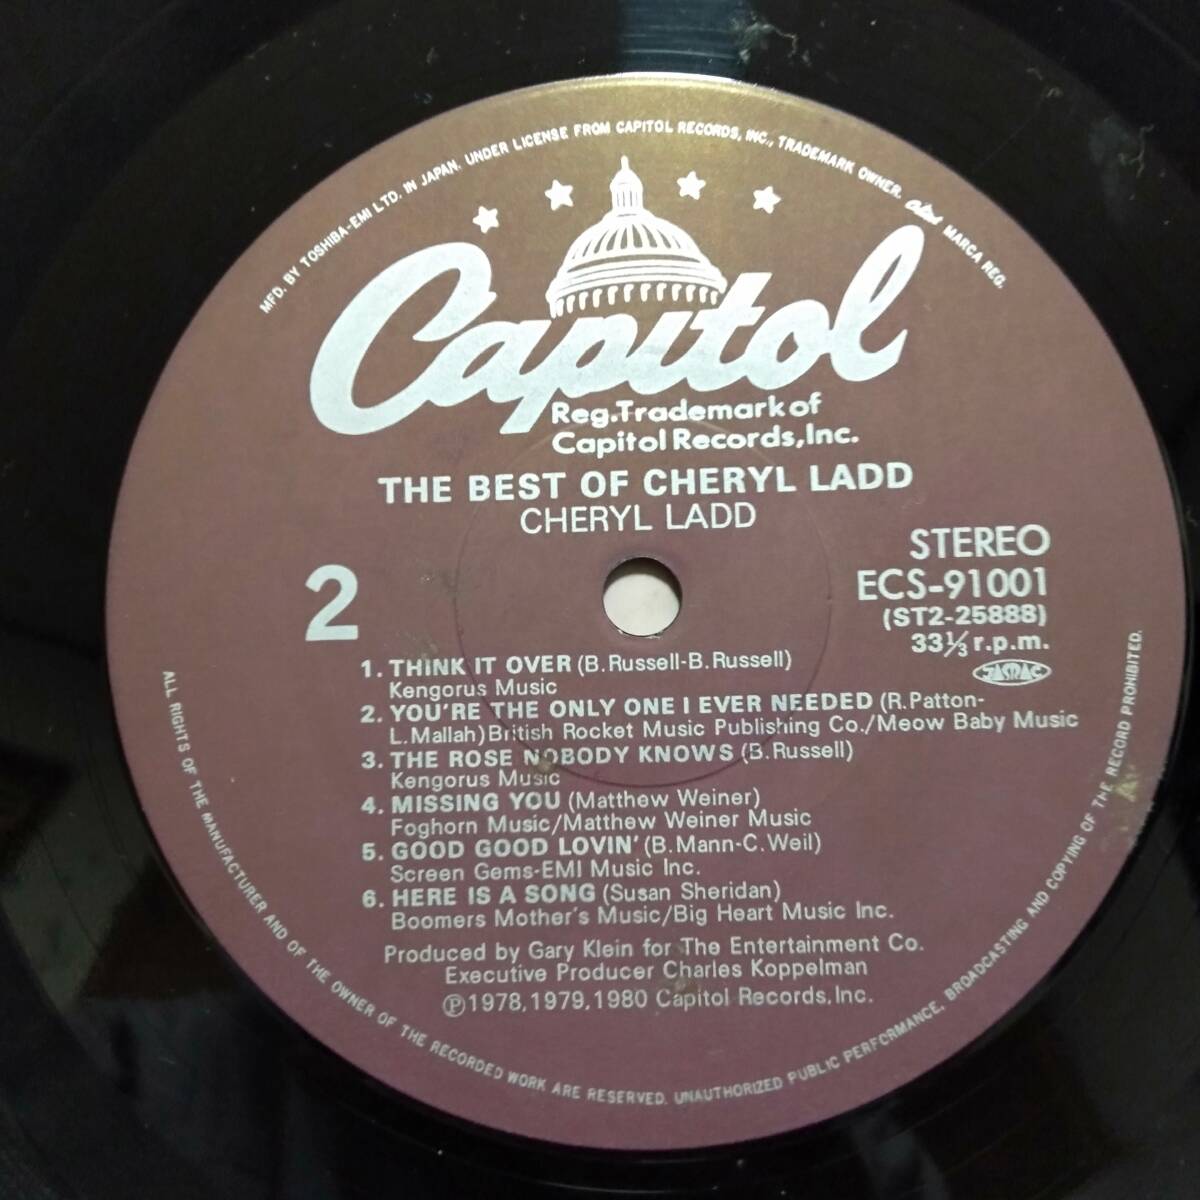 MFD. BY TOSHIBA-EMI LTD. IN JAPAN. UNDER LICENSE FROM CAPITOL RECORDS, INC., TRADEMARK OWNER. MARCA REG.
Capitol
Reg.Trademark of
Capitol Records,Inc.
THE BEST OF CHERYL LADD
CHERYL LADD
STEREO
ECS-91001
(ST2-25888)
33⅓ r.p.m.
JASRAC
2
1. THINK IT OVER (B. Russell-B. Russell)
Kengorus Music
2. YOU'RE THE ONLY ONE I EVER NEEDED (R.Patton-
L.Mallah)British Rocket Music Publishing Co./Meow Baby Music
3. THE ROSE NOBODY KNOWS (B.Russell)
Kengorus Music
4. MISSING YOU (Matthew Weiner)
Foghorn Music/Matthew Weiner Music
5. GOOD GOOD LOVIN' (B.Mann-C.Weil)
Screen Gems-EMI Music Inc.
6. HERE IS A SONG (Susan Sheridan)
Boomers Mother's Music/Big Heart Music Inc.
Produced by Gary Klein for The Entertainment Co.
Executive Producer Charles Koppelman
Ⓟ1978,1979,1980 Capitol Records,Inc.
ALL RIGHTS OF THE MANUFACTURER AND OF THE OWNER OF THE RECORDED WORK ARE RESERVED. UNAUTHORIZED PUBLIC PERFORMANCE, BROADCASTING AND COPYING OF THE RECORD PROHIBITED.